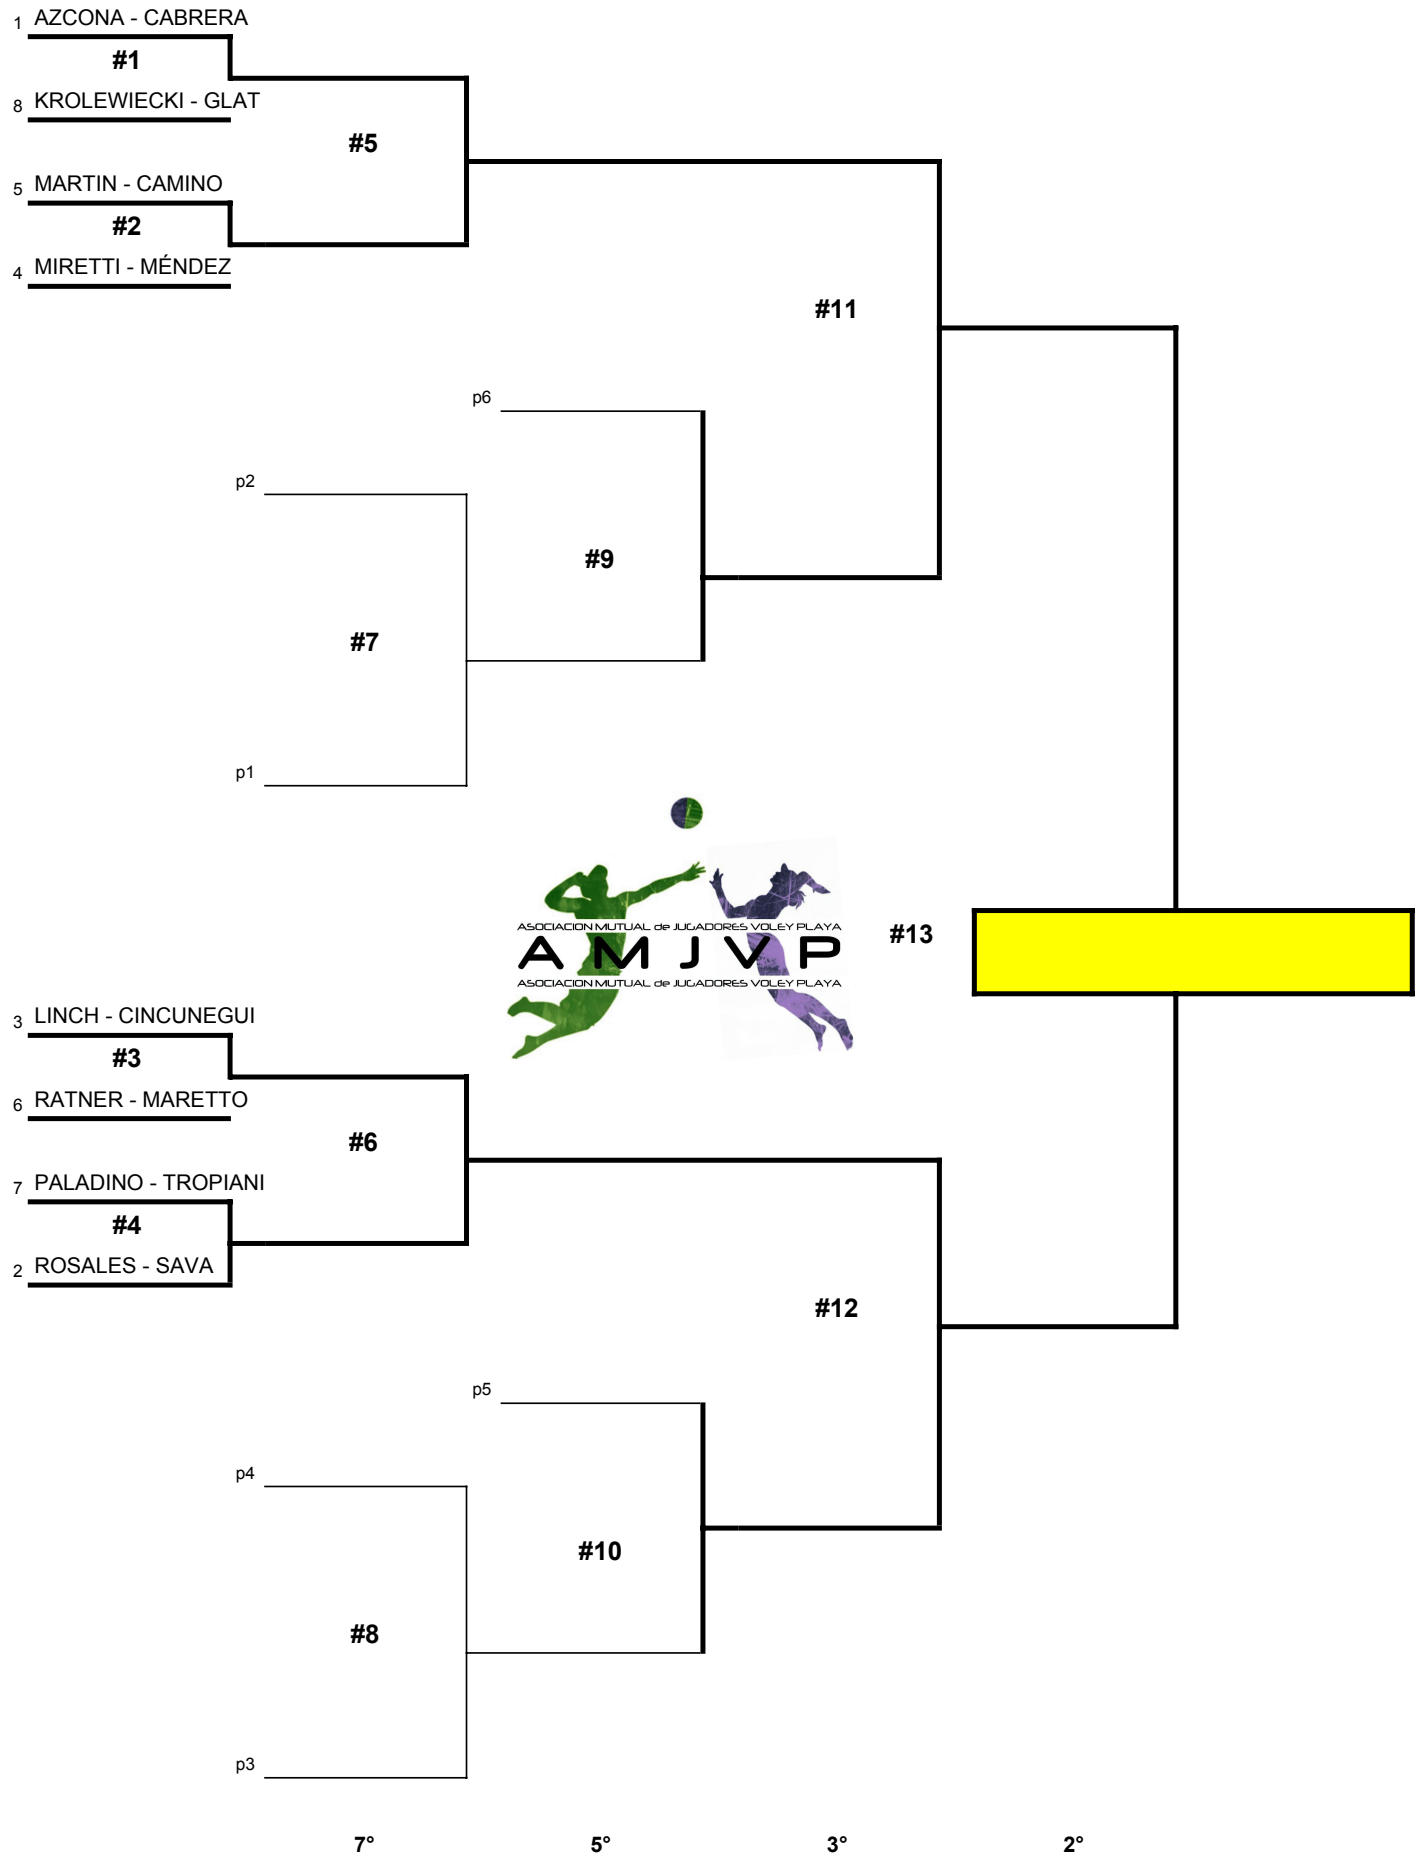 1 AZCONA - CABRERA
#1
8 KROLEWIECKI - GLAT
#5
5 MARTIN - CAMINO
#2
4 MIRETTI - MÉNDEZ
#11
p6
p2
#9
#7
p1
ASOCIACION MUTUAL de JUGADORES VOLEY PLAYA
AMJVP
ASOCIACION MUTUAL de JUGADORES VOLEY PLAYA
#13
3 LINCH - CINCUNEGUI
#3
6 RATNER - MARETTO
#6
7 PALADINO - TROPIANI
#4
2 ROSALES - SAVA
#12
p5
p4
#10
#8
p3
7° 5° 3° 2°